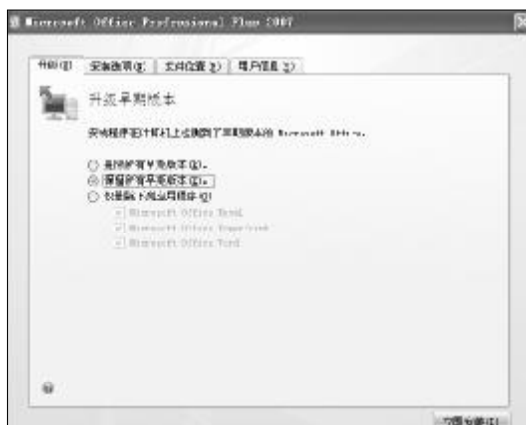 Microsoft Office Professional Plus 2007
升级(G) 安装选项(N) 文件位置 用户信息
升级早期版本
安装程序在计算机上检测到了早期版本的 Microsoft Office。
删除所有早期版本(R)。
保留所有早期版本(K)。
仅删除下列应用程序(O)
Microsoft Office Excel
Microsoft Office PowerPoint
Microsoft Office Word
立即安装(I)